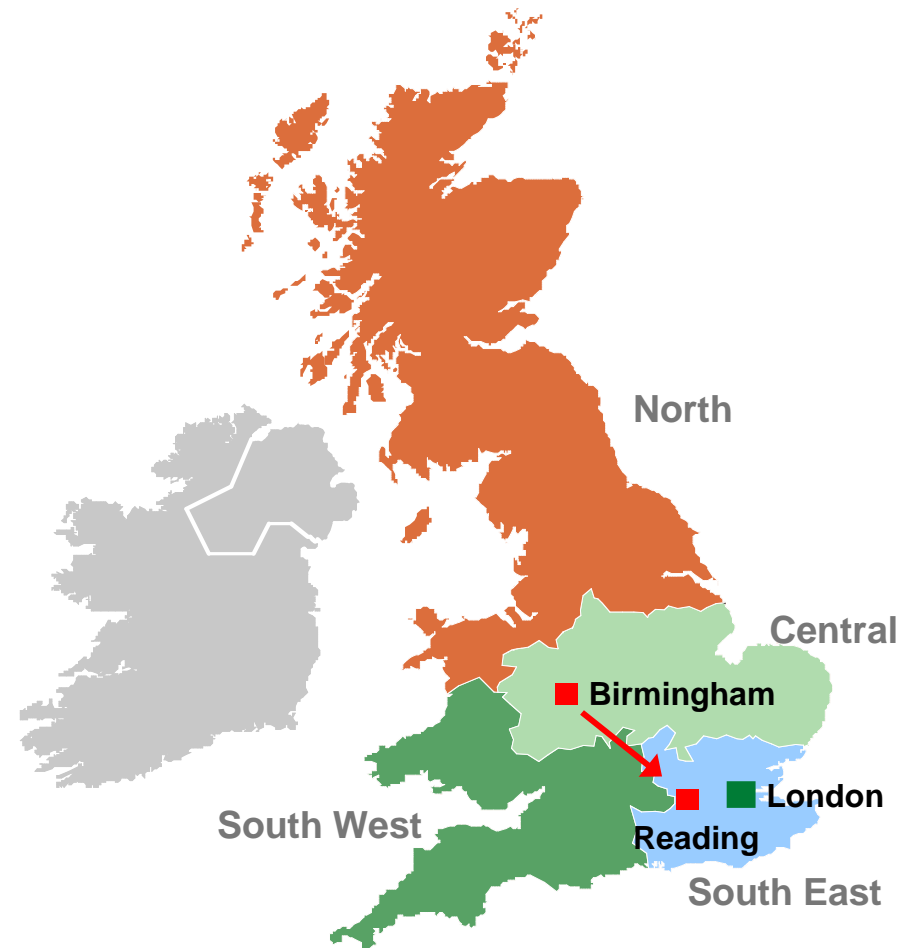 North
Central
Birmingham
London
South West
Reading
South East